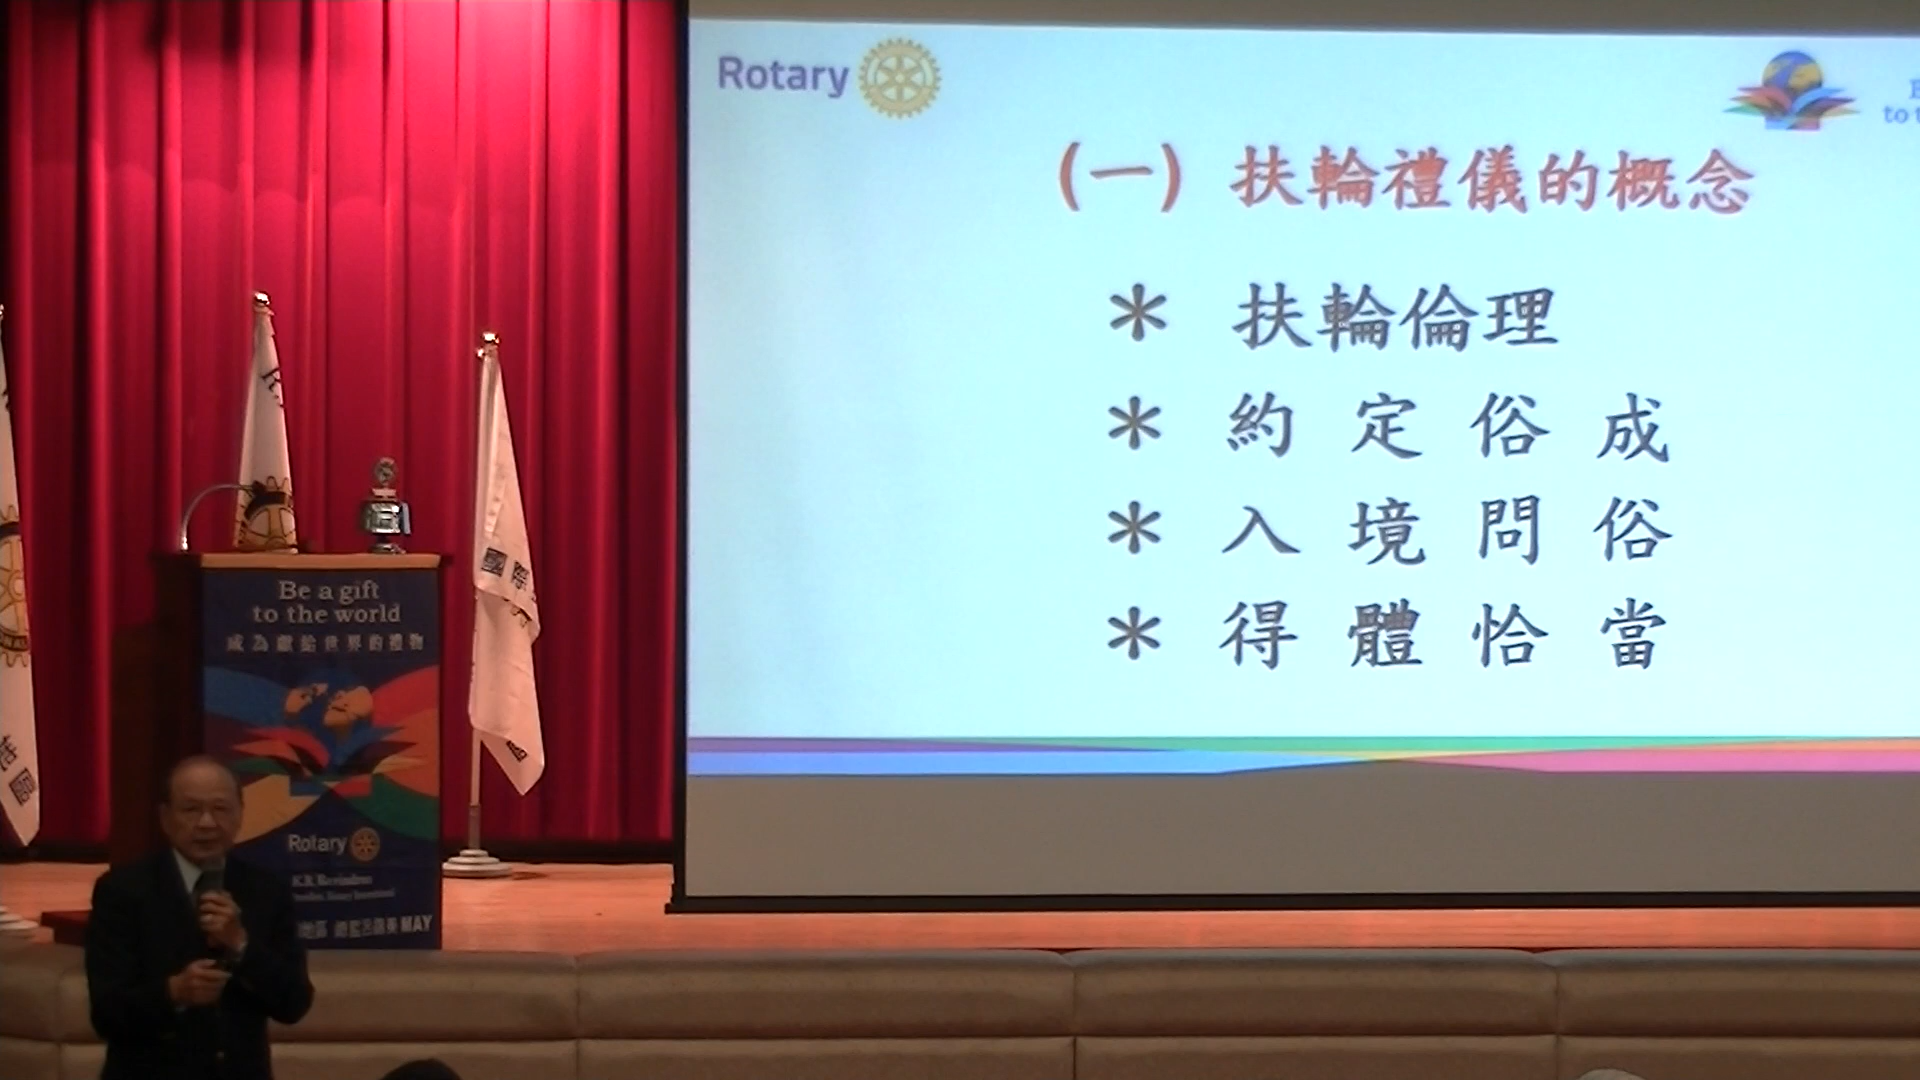 Rotary
to t
(一) 扶輪禮儀的概念
* 扶輪倫理
* 約定俗成
* 入境問俗
* 得體恰當
Be a gift
to the world
成為獻給世界的禮物
Rotary
MAY